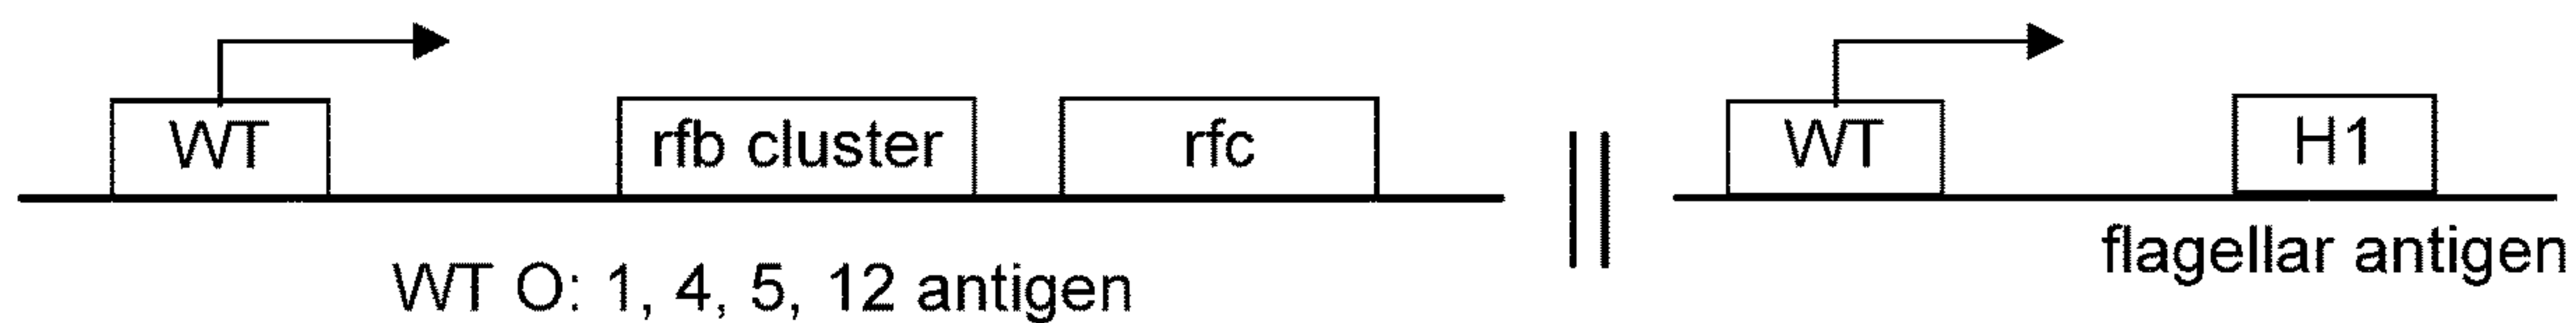 WT rfb cluster rfc WT H1
WT O: 1, 4, 5, 12 antigen
flagellar antigen